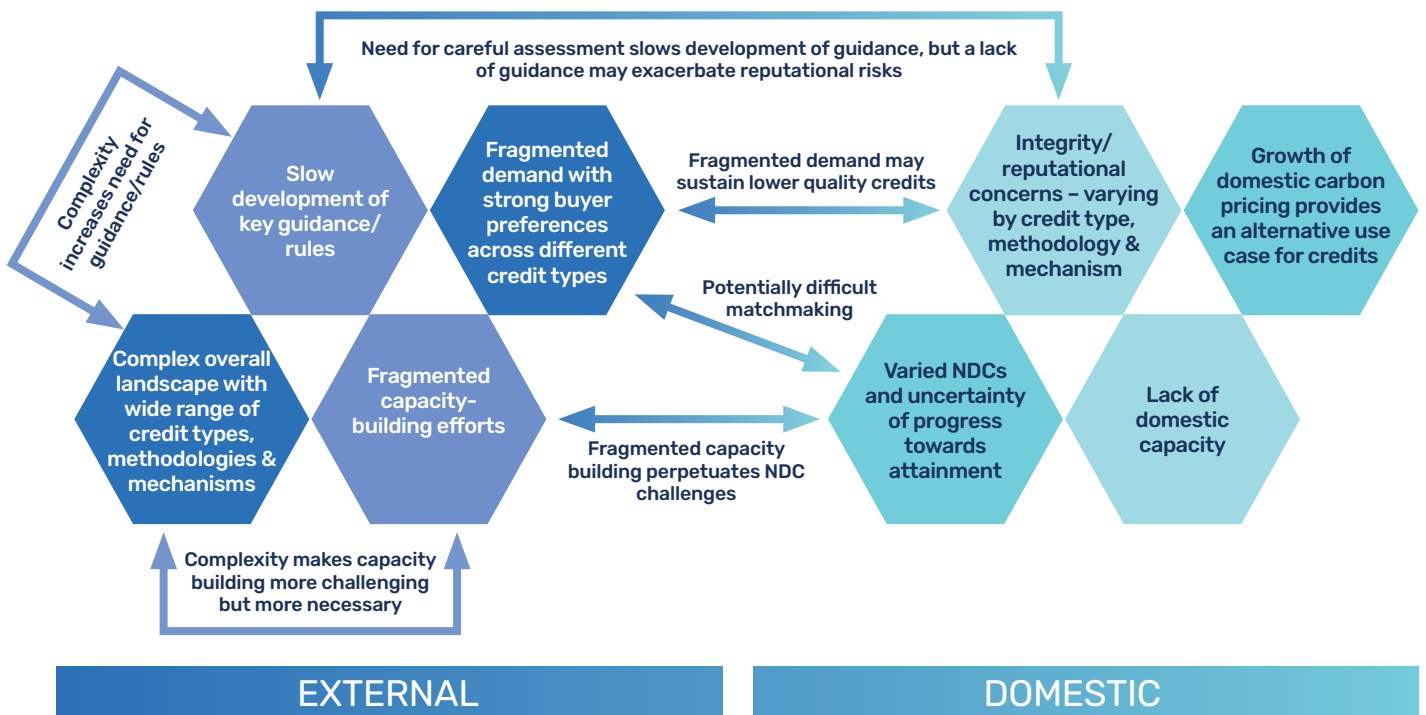 Need for careful assessment slows development of guidance, but a lack
of guidance may exacerbate reputational risks
Complexity
increases need for
guidance/rules
Slow
development of
key guidance/
rules
Fragmented
demand with
strong buyer
preferences
across different
credit types
Fragmented demand may
sustain lower quality credits
Integrity/
reputational
concerns – varying
by credit type,
methodology &
mechanism
Growth of
domestic carbon
pricing provides
an alternative use
case for credits
Potentially difficult
matchmaking
Complex overall
landscape with
wide range of
credit types,
methodologies &
mechanisms
Fragmented
capacity-
building efforts
Fragmented capacity
building perpetuates NDC
challenges
Varied NDCs
and uncertainty
of progress
towards
attainment
Lack of
domestic
capacity
Complexity makes capacity
building more challenging
but more necessary
EXTERNAL
DOMESTIC